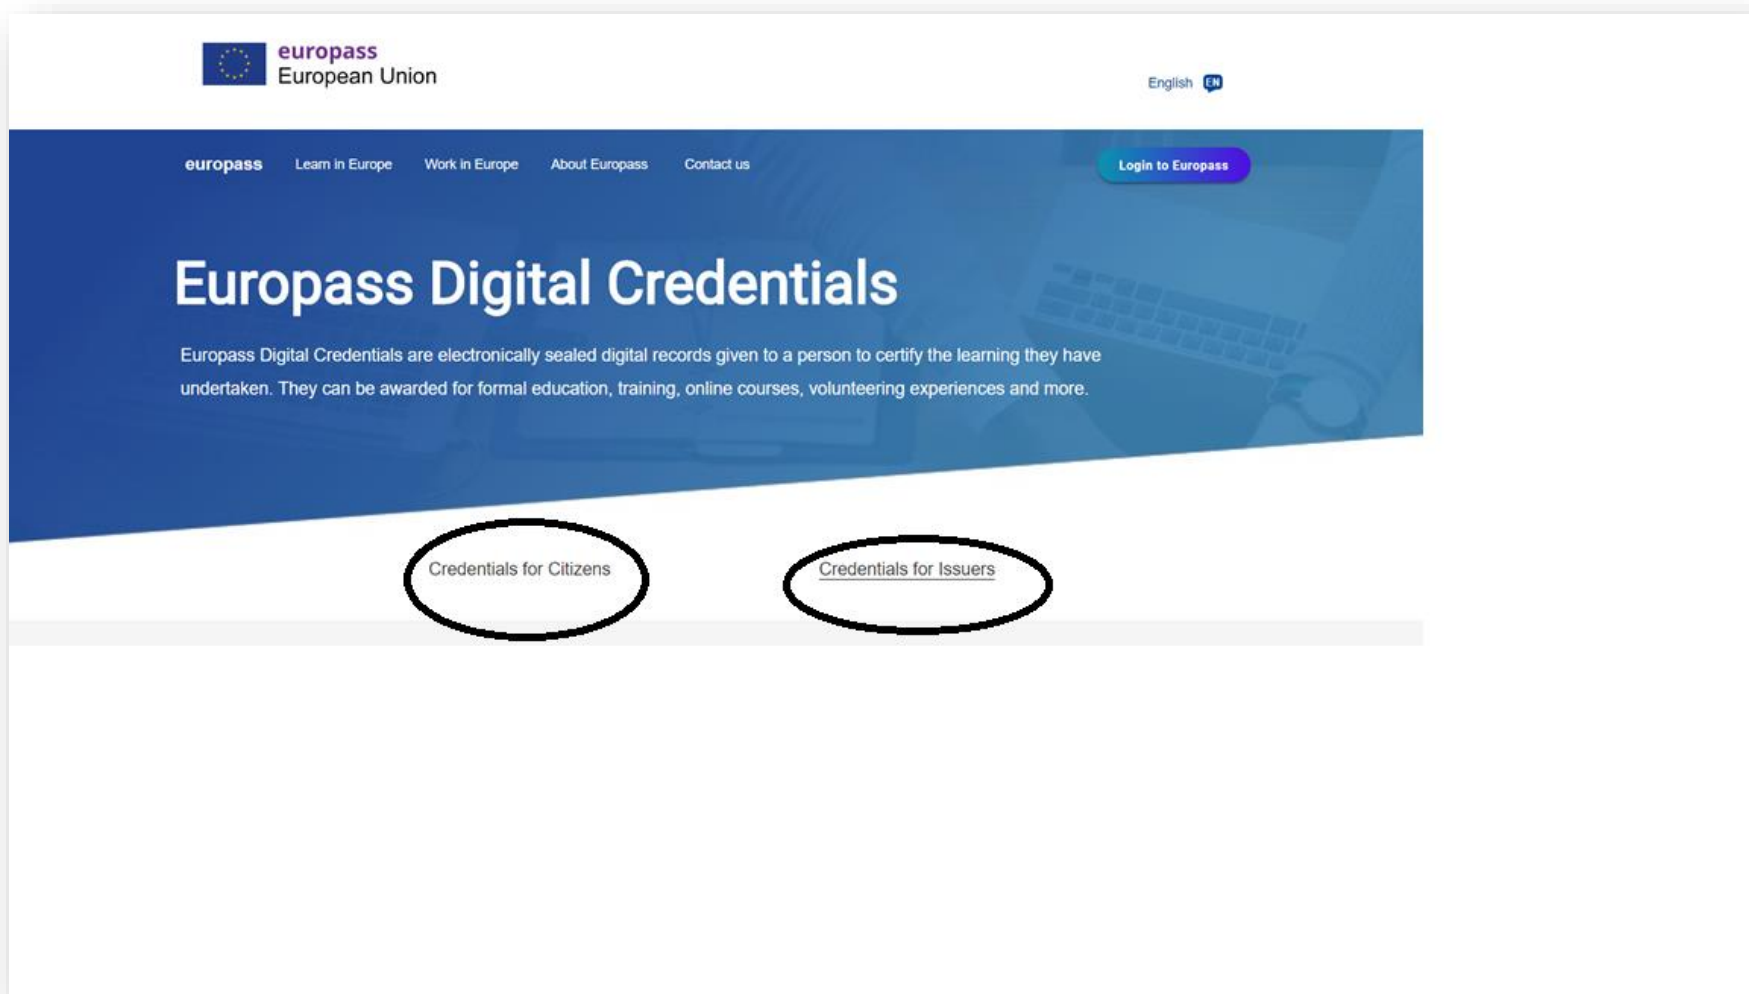 europass
European Union
English EN
europass Learn in Europe Work in Europe About Europass Contact us Login to Europass
Europass Digital Credentials
Europass Digital Credentials are electronically sealed digital records given to a person to certify the learning they have
undertaken. They can be awarded for formal education, training, online courses, volunteering experiences and more.
Credentials for Citizens Credentials for Issuers